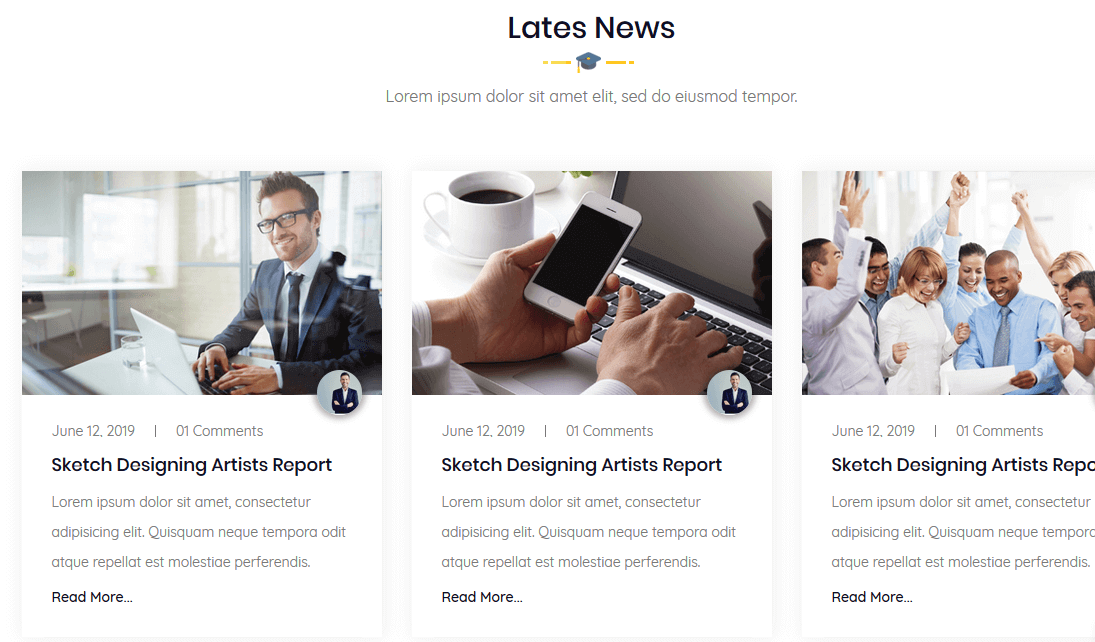 Lates News
Lorem ipsum dolor sit amet elit, sed do eiusmod tempor.
June 12, 2019 | 01 Comments
Sketch Designing Artists Report
Lorem ipsum dolor sit amet, consectetur
adipisicing elit. Quisquam neque tempora odit
atque repellat est molestiae perferendis.
Read More...
June 12, 2019 | 01 Comments
Sketch Designing Artists Report
Lorem ipsum dolor sit amet, consectetur
adipisicing elit. Quisquam neque tempora odit
atque repellat est molestiae perferendis.
Read More...
June 12, 2019 | 01 Comments
Sketch Designing Artists Repo
Lorem ipsum dolor sit amet, consectetur
adipisicing elit. Quisquam neque tempora
atque repellat est molestiae perferendis.
Read More...